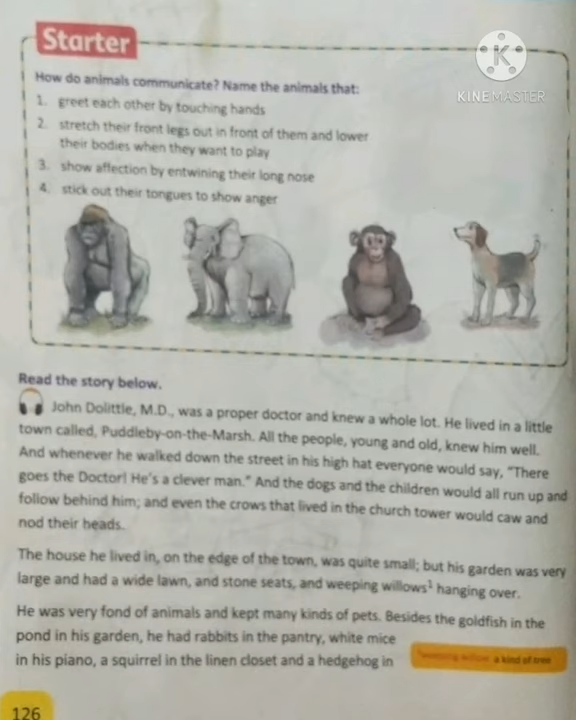 Starter
K
KINEMASTER
How do animals communicate? Name the animals that:
1. greet each other by touching hands
2. stretch their front legs out in front of them and lower
their bodies when they want to play
3. show affection by entwining their long nose
4. stick out their tongues to show anger
Read the story below.
John Dolittle, M.D., was a proper doctor and knew a whole lot. He lived in a little
town called, Puddleby-on-the-Marsh. All the people, young and old, knew him well.
And whenever he walked down the street in his high hat everyone would say, "There
goes the Doctor! He's a clever man." And the dogs and the children would all run up and
follow behind him; and even the crows that lived in the church tower would caw and
nod their heads.
The house he lived in, on the edge of the town, was quite small; but his garden was very
large and had a wide lawn, and stone seats, and weeping willows¹ hanging over.
He was very fond of animals and kept many kinds of pets. Besides the goldfish in the
pond in his garden, he had rabbits in the pantry, white mice
in his piano, a squirrel in the linen closet and a hedgehog in
¹weeping willow: a kind of tree
126